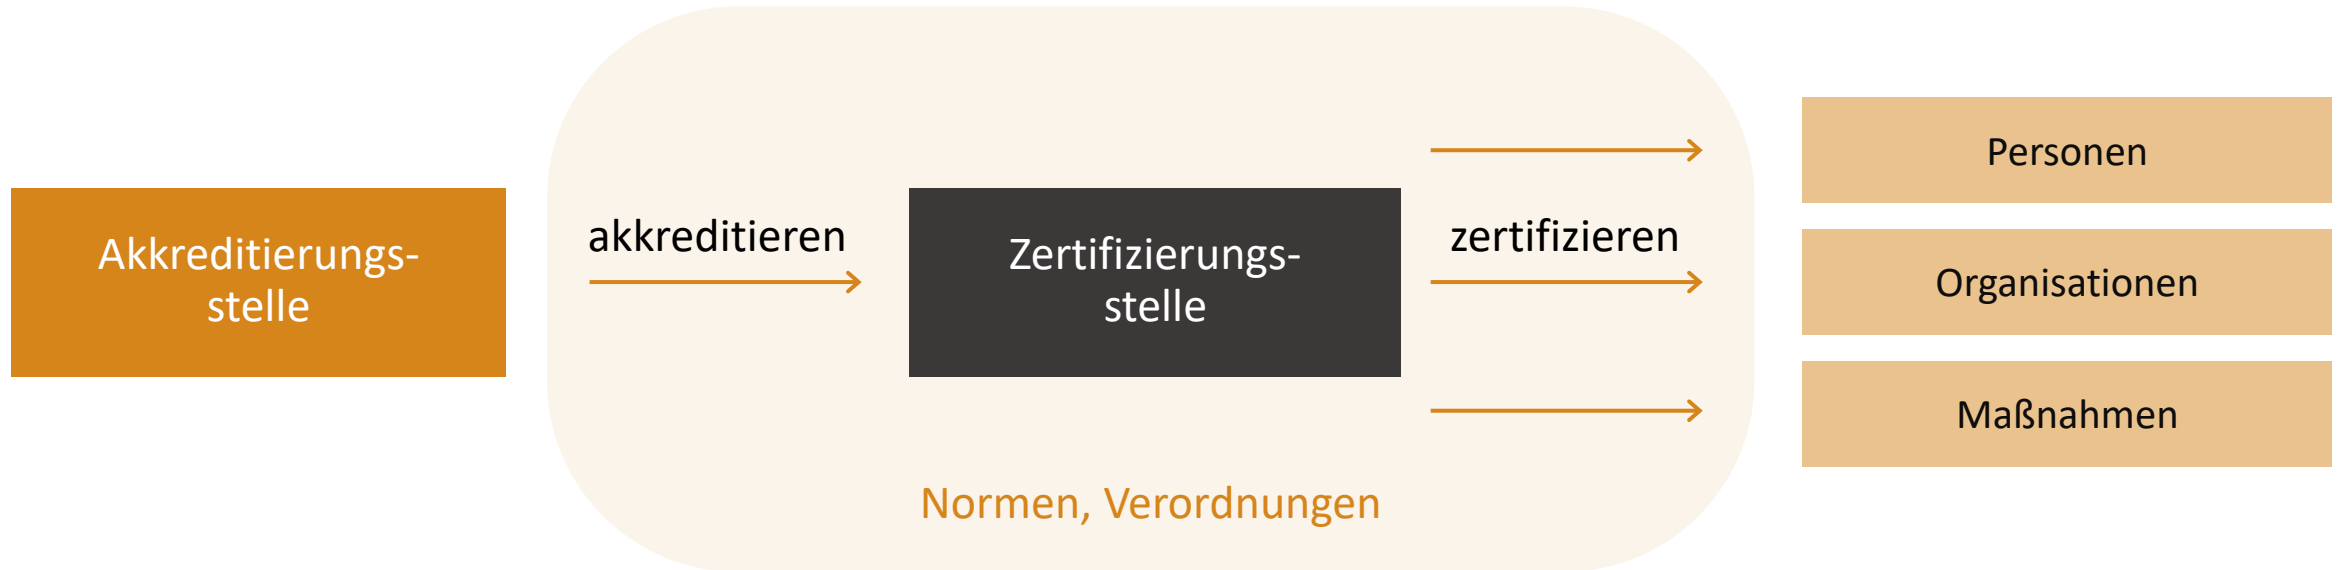 Akkreditierungs-
stelle
akkreditieren
Zertifizierungs-
stelle
zertifizieren
Personen
Organisationen
Maßnahmen
Normen, Verordnungen